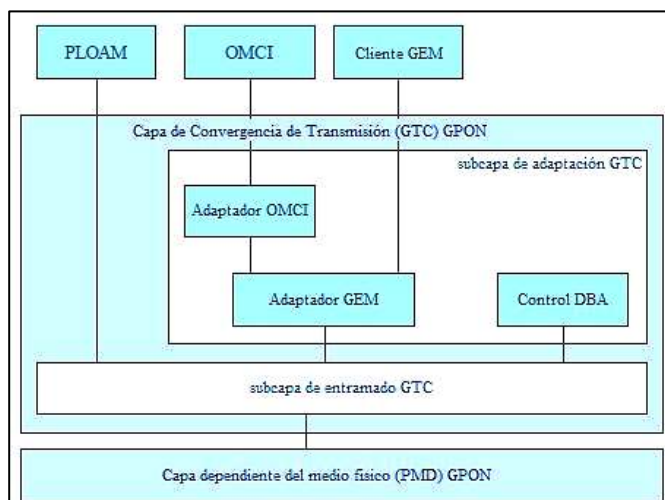 PLOAM
OMCI
Cliente GEM
Capa de Convergencia de Transmisión (GTC) GPON
subcapa de adaptación GTC
Adaptador OMCI
Adaptador GEM
Control DBA
subcapa de entramado GTC
Capa dependiente del medio fisico (PMD) GPON